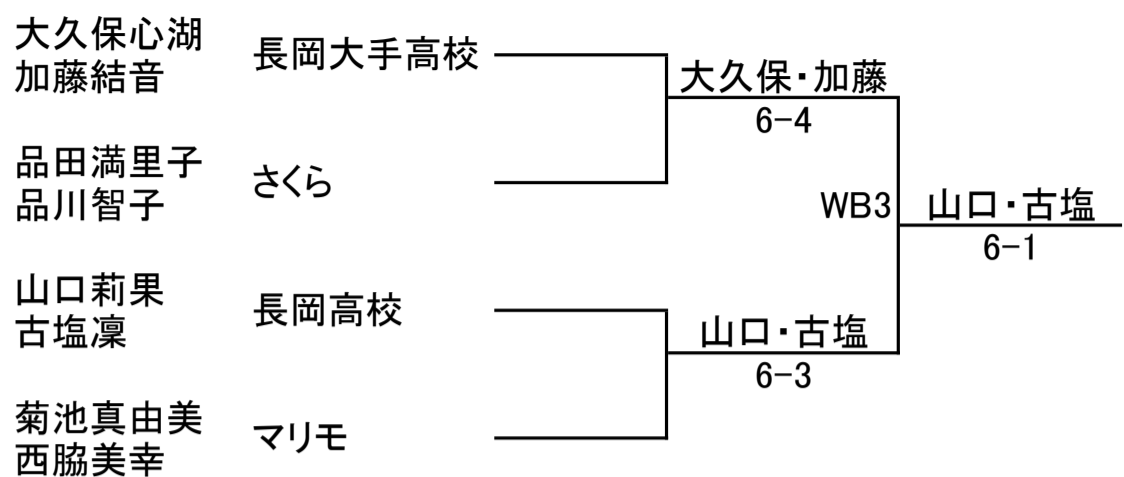 大久保心湖
加藤結音
長岡大手高校
大久保・加藤
6-4
品田満里子
品川智子
さくら
WB3
山口・古塩
6-1
山口莉果
古塩凜
長岡高校
山口・古塩
6-3
菊池真由美
西脇美幸
マリモ